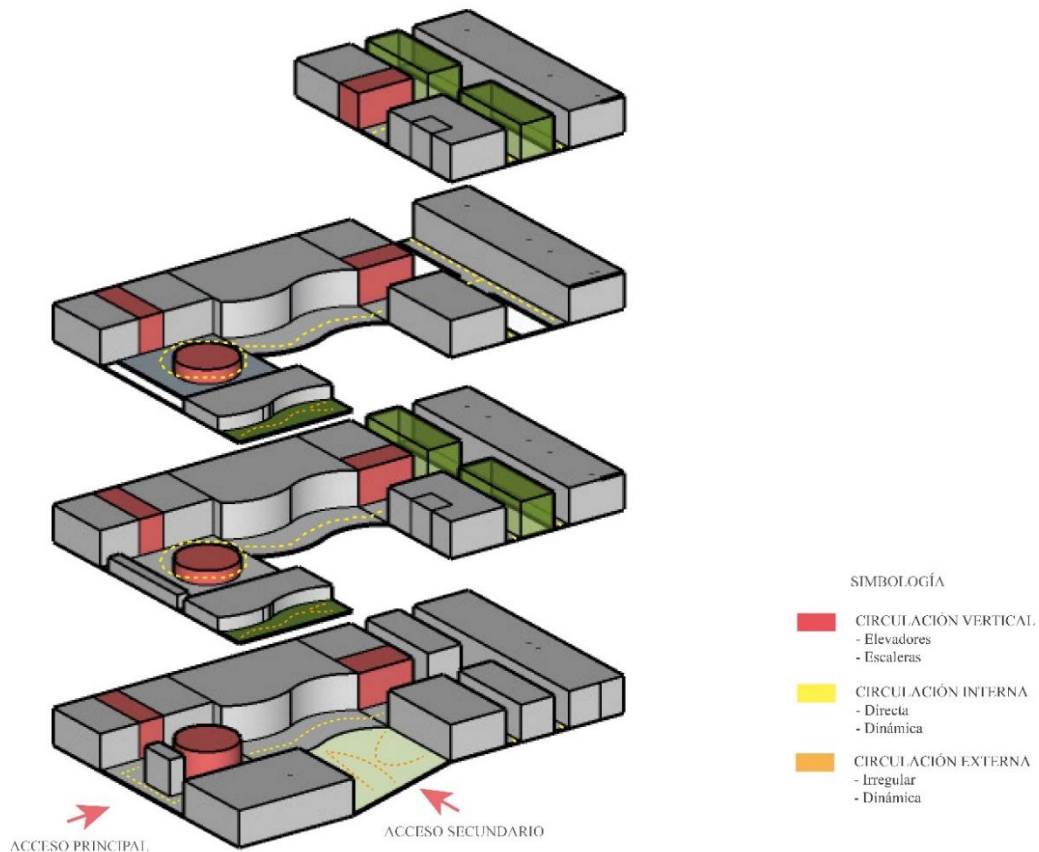 SIMBOLOGÍA
CIRCULACIÓN VERTICAL
- Elevadores
- Escaleras
CIRCULACIÓN INTERNA
- Directa
- Dinámica
CIRCULACIÓN EXTERNA
- Irregular
- Dinámica
ACCESO SECUNDARIO
ACCESO PRINCIPAL